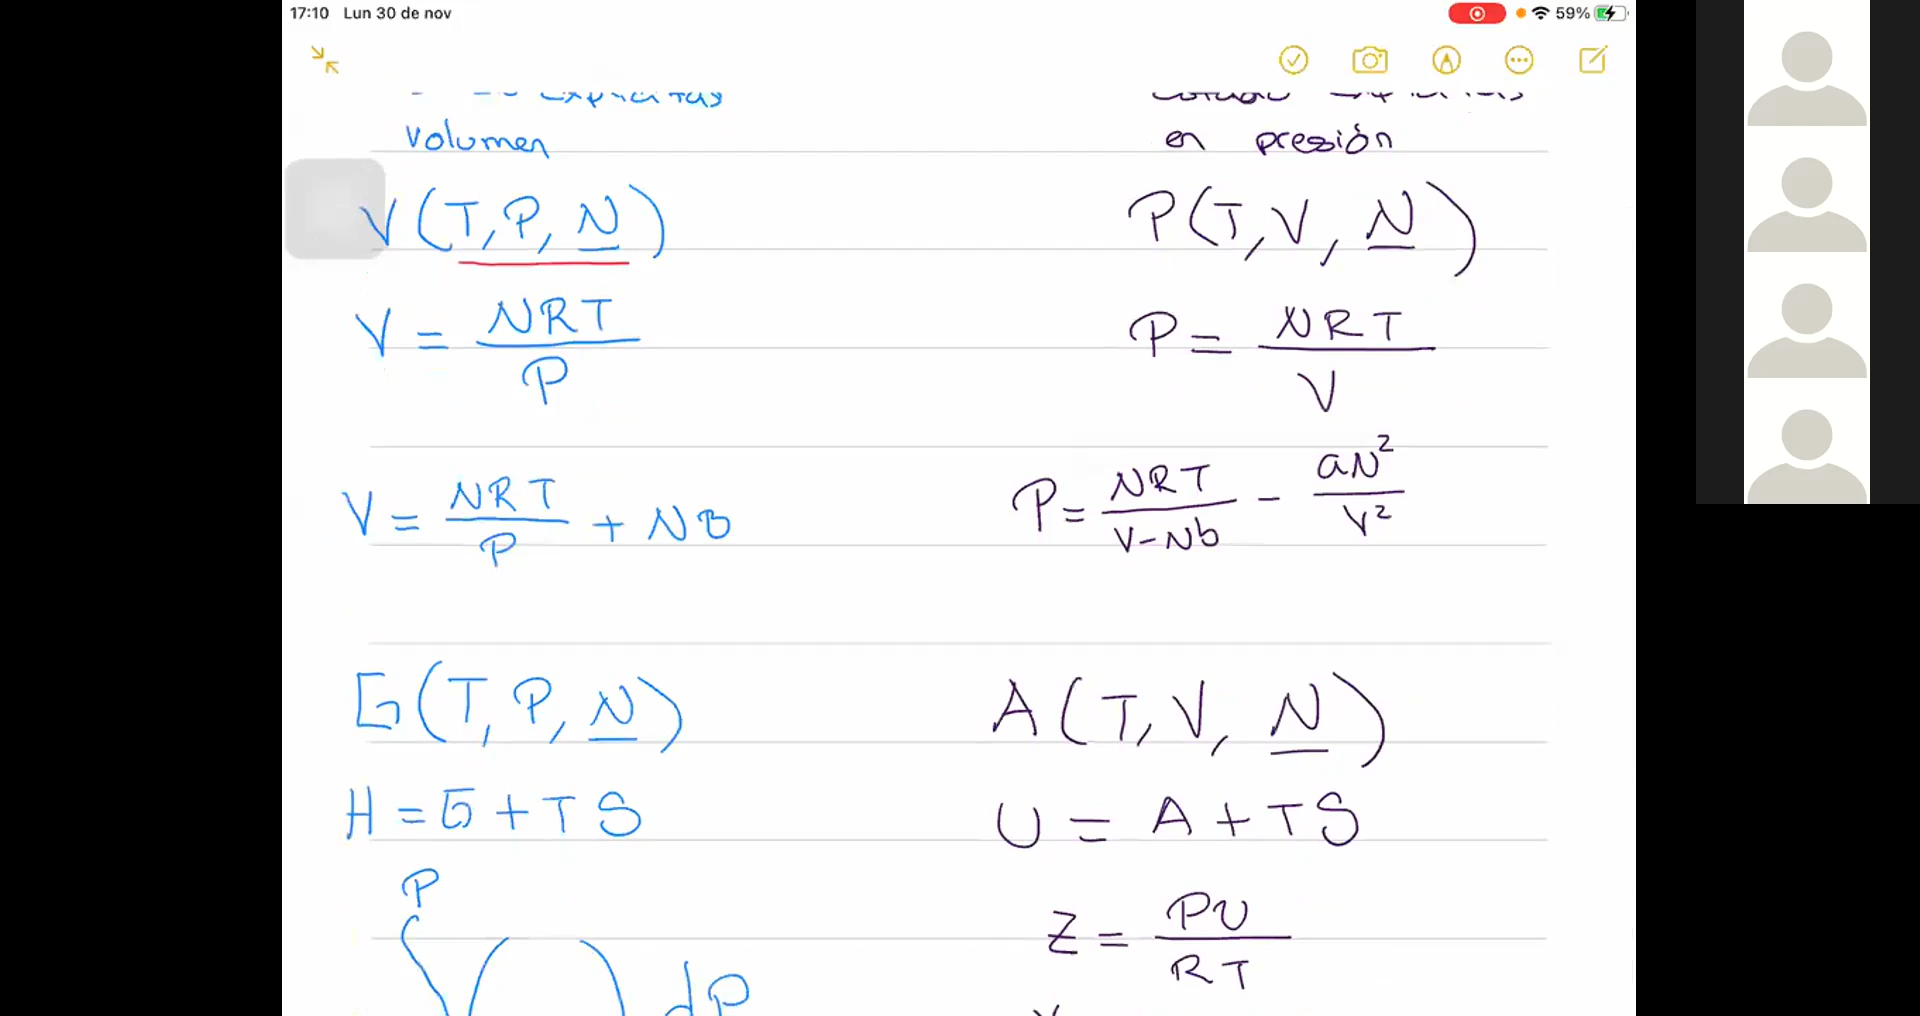 17:10 Lun 30 de nov
59%
explícitas
volumen
V(T, P, N)
V = NRT / P
V = NRT / P + NB
G(T, P, N)
H = G + TS
P
( ) dP
en presión
P(T, V, N)
P = NRT / V
P = NRT / V-Nb - aN² / V²
A(T, V, N)
U = A + TS
Z = Pv / RT